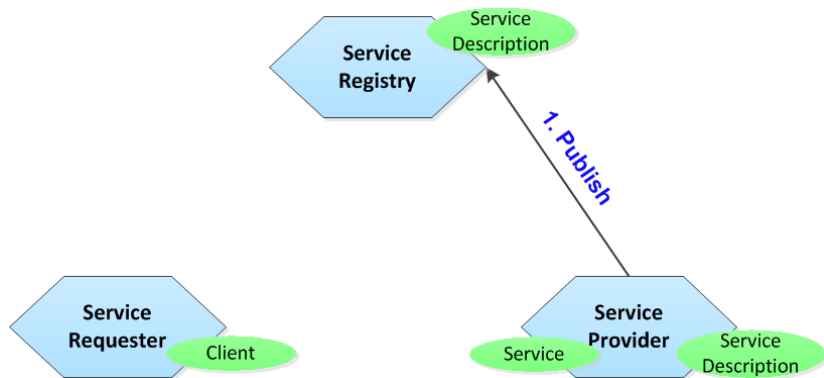 Service
Description
Service
Registry
1. Publish
Service
Requester
Client
Service
Provider
Service
Service
Description